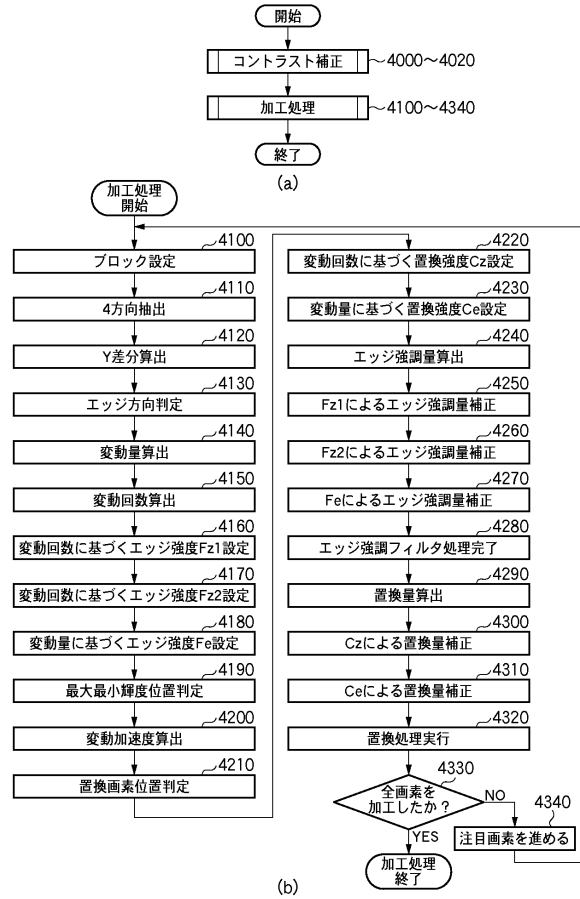 開始
コントラスト補正
4000～4020
加工処理
4100～4340
終了
(a)
加工処理
開始
4100
ブロック設定
4110
4方向抽出
4120
Y差分算出
4130
エッジ方向判定
4140
変動量算出
4150
変動回数算出
4160
変動回数に基づくエッジ強度Fz1設定
4170
変動回数に基づくエッジ強度Fz2設定
4180
変動量に基づくエッジ強度Fe設定
4190
最大最小輝度位置判定
4200
変動加速度算出
4210
置換画素位置判定
4220
変動回数に基づく置換強度Cz設定
4230
変動量に基づく置換強度Ce設定
4240
エッジ強調量算出
4250
Fz1によるエッジ強調量補正
4260
Fz2によるエッジ強調量補正
4270
Feによるエッジ強調量補正
4280
エッジ強調フィルタ処理完了
4290
置換量算出
4300
Czによる置換量補正
4310
Ceによる置換量補正
4320
置換処理実行
4330
全画素を
加工したか？
NO
4340
注目画素を進める
YES
加工処理
終了
(b)